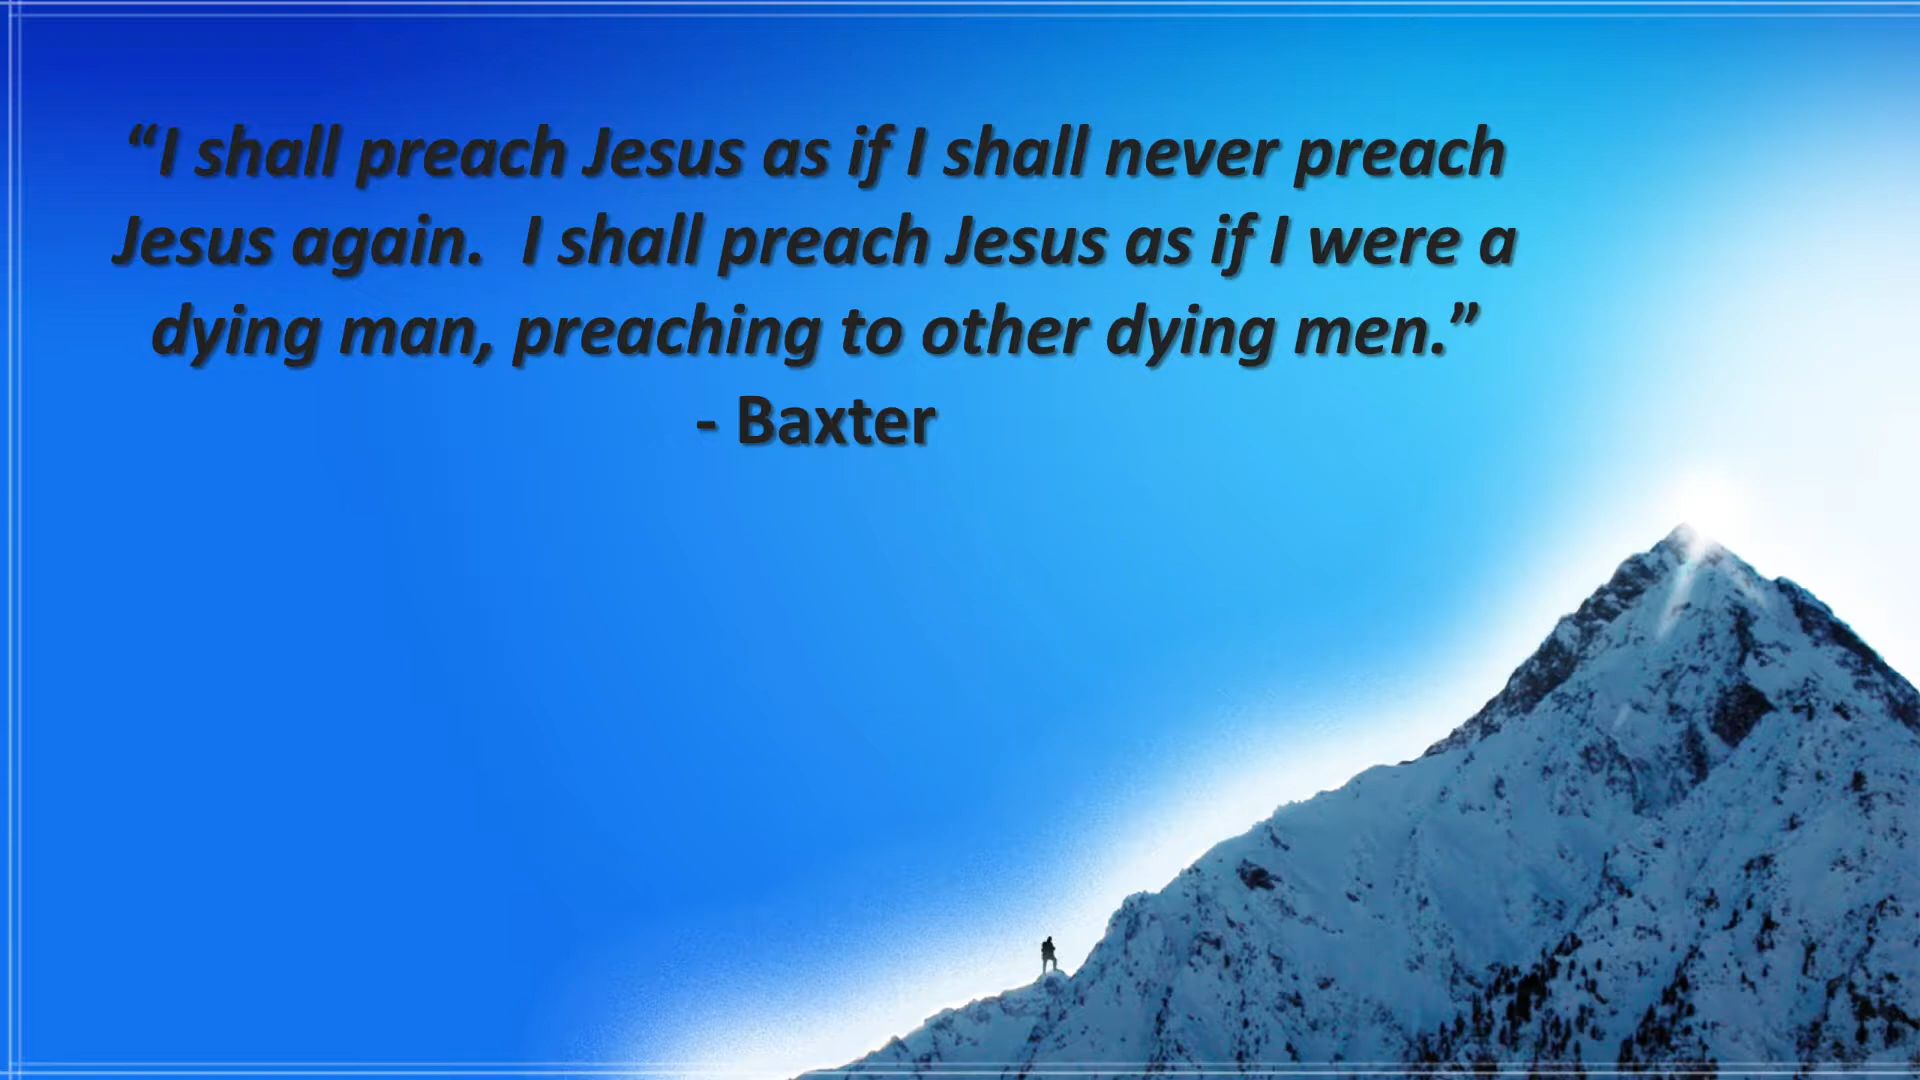 “I shall preach Jesus as if I shall never preach
Jesus again.  I shall preach Jesus as if I were a
dying man, preaching to other dying men.”
- Baxter